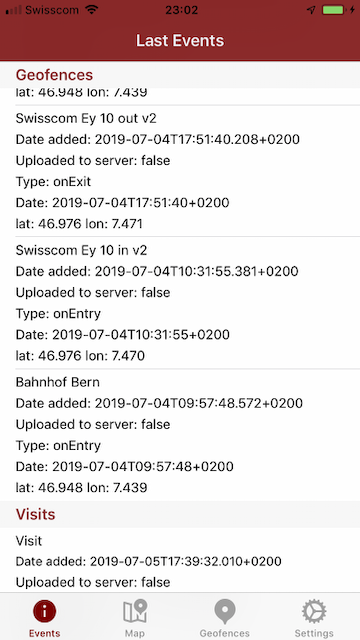 Swisscom 23:02
Last Events
Geofences
lat: 46.948 lon: 7.439
Swisscom Ey 10 out v2
Date added: 2019-07-04T17:51:40.208+0200
Uploaded to server: false
Type: onExit
Date: 2019-07-04T17:51:40+0200
lat: 46.976 lon: 7.471
Swisscom Ey 10 in v2
Date added: 2019-07-04T10:31:55.381+0200
Uploaded to server: false
Type: onEntry
Date: 2019-07-04T10:31:55+0200
lat: 46.976 lon: 7.470
Bahnhof Bern
Date added: 2019-07-04T09:57:48.572+0200
Uploaded to server: false
Type: onEntry
Date: 2019-07-04T09:57:48+0200
lat: 46.948 lon: 7.439
Visits
Visit
Date added: 2019-07-05T17:39:32.010+0200
Uploaded to server: false
Events Map Geofences Settings